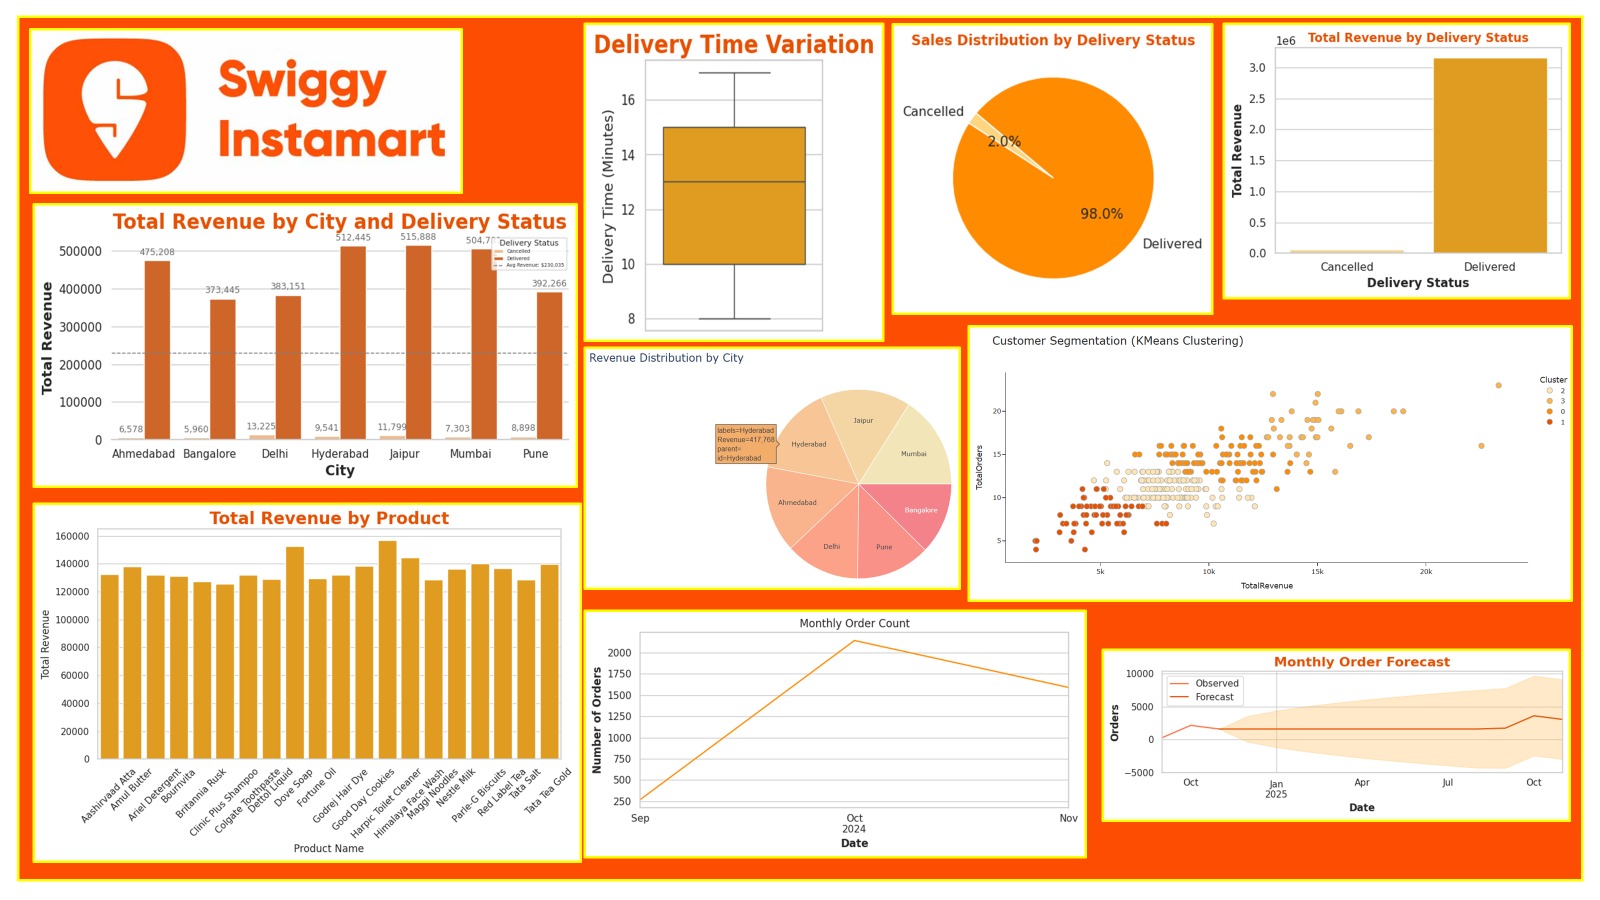 Swiggy
Instamart
Total Revenue by City and Delivery Status
Total Revenue
500000
400000
300000
200000
100000
0
475,208
373,445
383,151
512,445
515,888
392,266
6,578
5,960
13,225
9,541
11,799
7,303
8,898
Delivery Status
Cancelled
Delivered
Avg Revenue: $230,035
Ahmedabad
Bangalore
Delhi
Hyderabad
Jaipur
Mumbai
Pune
City
Total Revenue by Product
Total Revenue
160000
140000
120000
100000
80000
60000
40000
20000
0
Aashirvaad Atta
Amul Butter
Ariel Detergent
Bournvita
Britannia Rusk
Clinic Plus Shampoo
Colgate Toothpaste
Dettol Liquid
Dove Soap
Fortune Oil
Godrej Hair Dye
Good Day Cookies
Harpic Toilet Cleaner
Himalaya Face Wash
Maggi Noodles
Nestle Milk
Parle-G Biscuits
Red Label Tea
Tata Salt
Tata Tea Gold
Product Name
Delivery Time Variation
Delivery Time (Minutes)
16
14
12
10
8
Sales Distribution by Delivery Status
Cancelled
2.0%
98.0%
Delivered
Total Revenue by Delivery Status
1e6
Total Revenue
3.0
2.5
2.0
1.5
1.0
0.5
0.0
Cancelled
Delivered
Delivery Status
Revenue Distribution by City
labels=Hyderabad
Revenue=417,768
parent=
id=Hyderabad
Jaipur
Hyderabad
Mumbai
Ahmedabad
Bangalore
Delhi
Pune
Customer Segmentation (KMeans Clustering)
TotalOrders
20
15
10
5
5k
10k
15k
20k
TotalRevenue
Cluster
2
3
0
1
Monthly Order Count
Number of Orders
2000
1750
1500
1250
1000
750
500
250
Sep
Oct
2024
Nov
Date
Monthly Order Forecast
Orders
10000
5000
0
−5000
Observed
Forecast
Oct
Jan
2025
Apr
Jul
Oct
Date